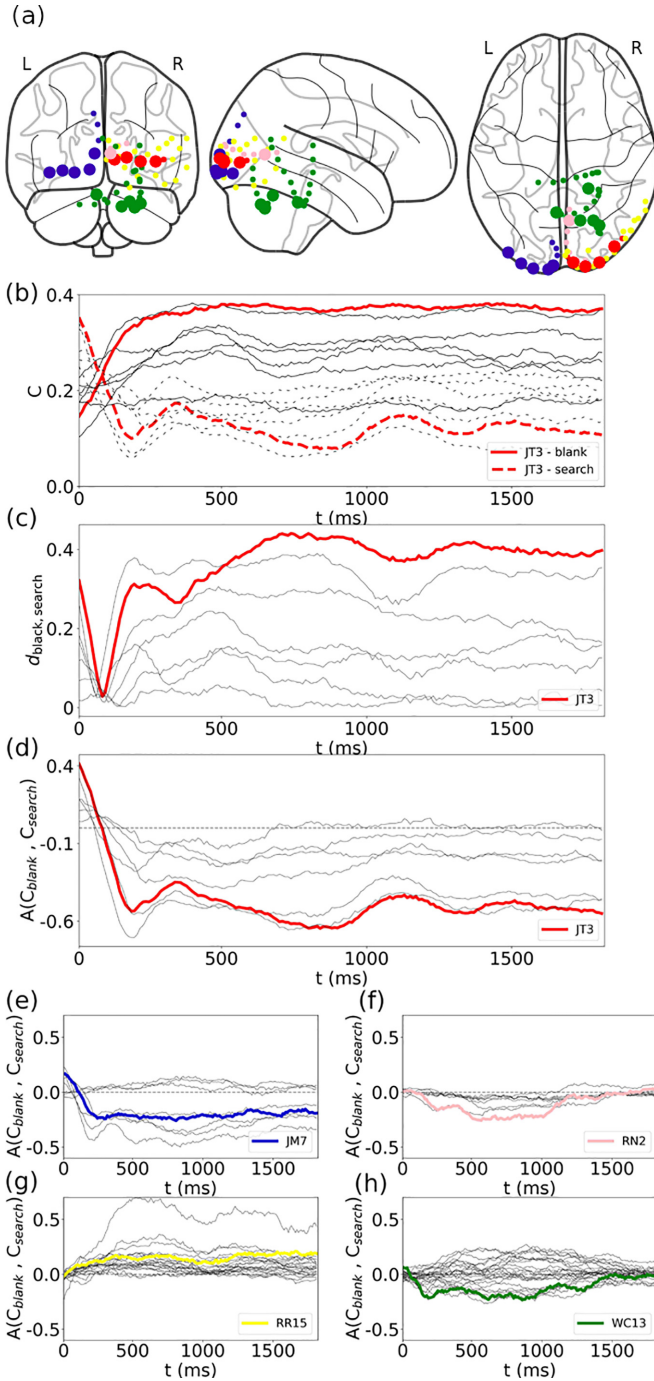 (a)
L R
L R
(b)
0.4
0.2
0.0
C
JT3 - blank
JT3 - search
0 500 1000 1500
t (ms)
(c)
0.4
0.2
0
d_black,search
JT3
0 500 1000 1500
t (ms)
(d)
0.4
-0.1
-0.6
A(C_blank , C_search)
JT3
0 500 1000 1500
t (ms)
(e)
0.5
0.0
-0.5
A(C_blank , C_search)
JM7
0 500 1000 1500
t (ms)
(f)
0.5
0.0
-0.5
A(C_blank , C_search)
RN2
0 500 1000 1500
t (ms)
(g)
0.5
0.0
-0.5
A(C_blank , C_search)
RR15
0 500 1000 1500
t (ms)
(h)
0.5
0.0
-0.5
A(C_blank , C_search)
WC13
0 500 1000 1500
t (ms)